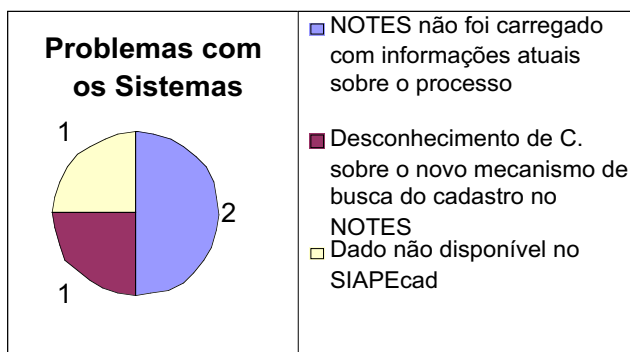 Problemas com
os Sistemas
1
2
1
NOTES não foi carregado
com informações atuais
sobre o processo
Desconhecimento de C.
sobre o novo mecanismo de
busca do cadastro no
NOTES
Dado não disponível no
SIAPEcad